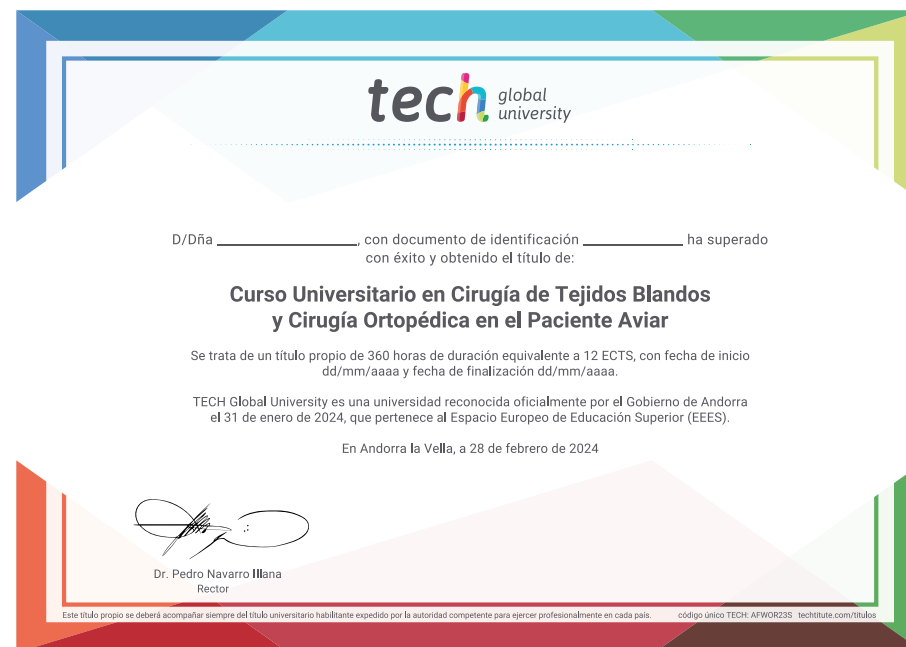 tech global university
D/Dña ____________________, con documento de identificación ______________ ha superado
con éxito y obtenido el título de:
Curso Universitario en Cirugía de Tejidos Blandos
y Cirugía Ortopédica en el Paciente Aviar
Se trata de un título propio de 360 horas de duración equivalente a 12 ECTS, con fecha de inicio
dd/mm/aaaa y fecha de finalización dd/mm/aaaa.
TECH Global University es una universidad reconocida oficialmente por el Gobierno de Andorra
el 31 de enero de 2024, que pertenece al Espacio Europeo de Educación Superior (EEES).
En Andorra la Vella, a 28 de febrero de 2024
Dr. Pedro Navarro Illana
Rector
Este título propio se deberá acompañar siempre del título universitario habilitante expedido por la autoridad competente para ejercer profesionalmente en cada país. código único TECH: AFWOR23S techtitute.com/titulos